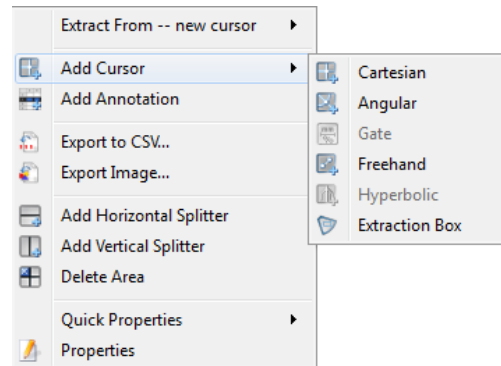 Extract From -- new cursor
Add Cursor
Add Annotation
Export to CSV...
Export Image...
Add Horizontal Splitter
Add Vertical Splitter
Delete Area
Quick Properties
Properties
Cartesian
Angular
Gate
Freehand
Hyperbolic
Extraction Box